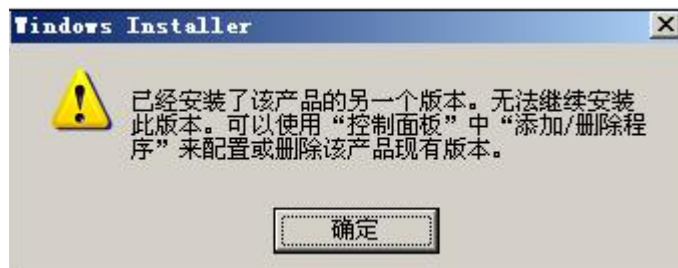 Windows Installer
已经安装了该产品的另一个版本。无法继续安装
此版本。可以使用“控制面板”中“添加/删除程
序”来配置或删除该产品现有版本。
确定